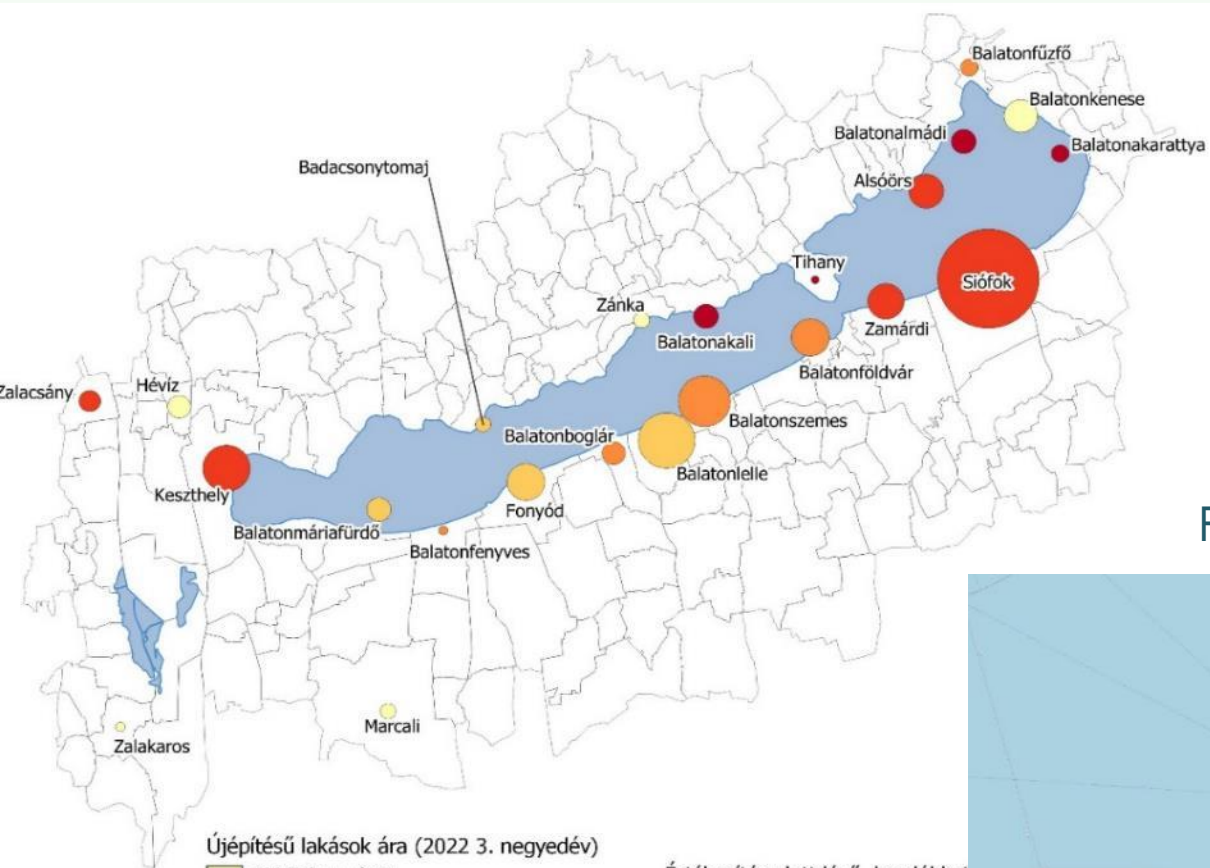 Balatonfűzfő
Balatonkenese
Balatonalmádi
Balatonakarattya
Badacsonytomaj
Alsóörs
Tihany
Siófok
Zánka
Zamárdi
Balatonakali
Balatonföldvár
Zalacsány
Hévíz
Balatonszemes
Balatonboglár
Balatonlelle
Keszthely
Fonyód
Balatonmáriafürdő
Balatonfenyves
Marcali
Zalakaros
Újépítésű lakások ára (2022 3. negyedév)